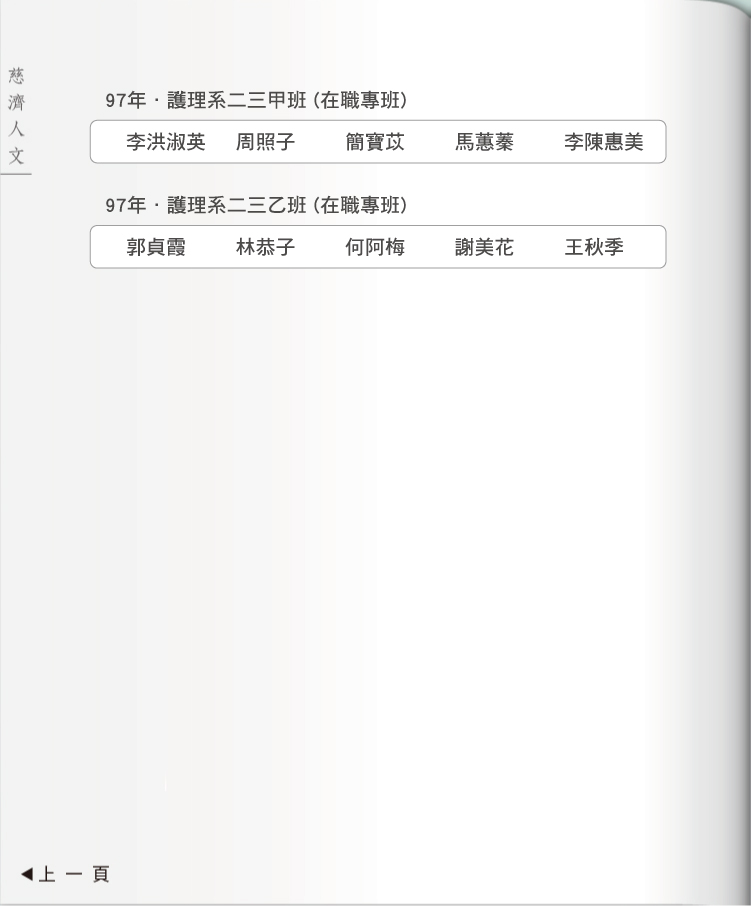 慈濟人文
97年．護理系二三甲班(在職專班)
李洪淑英 周照子 簡寶苡 馬蕙蓁 李陳惠美
97年．護理系二三乙班(在職專班)
郭貞霞 林恭子 何阿梅 謝美花 王秋季
◀上一頁